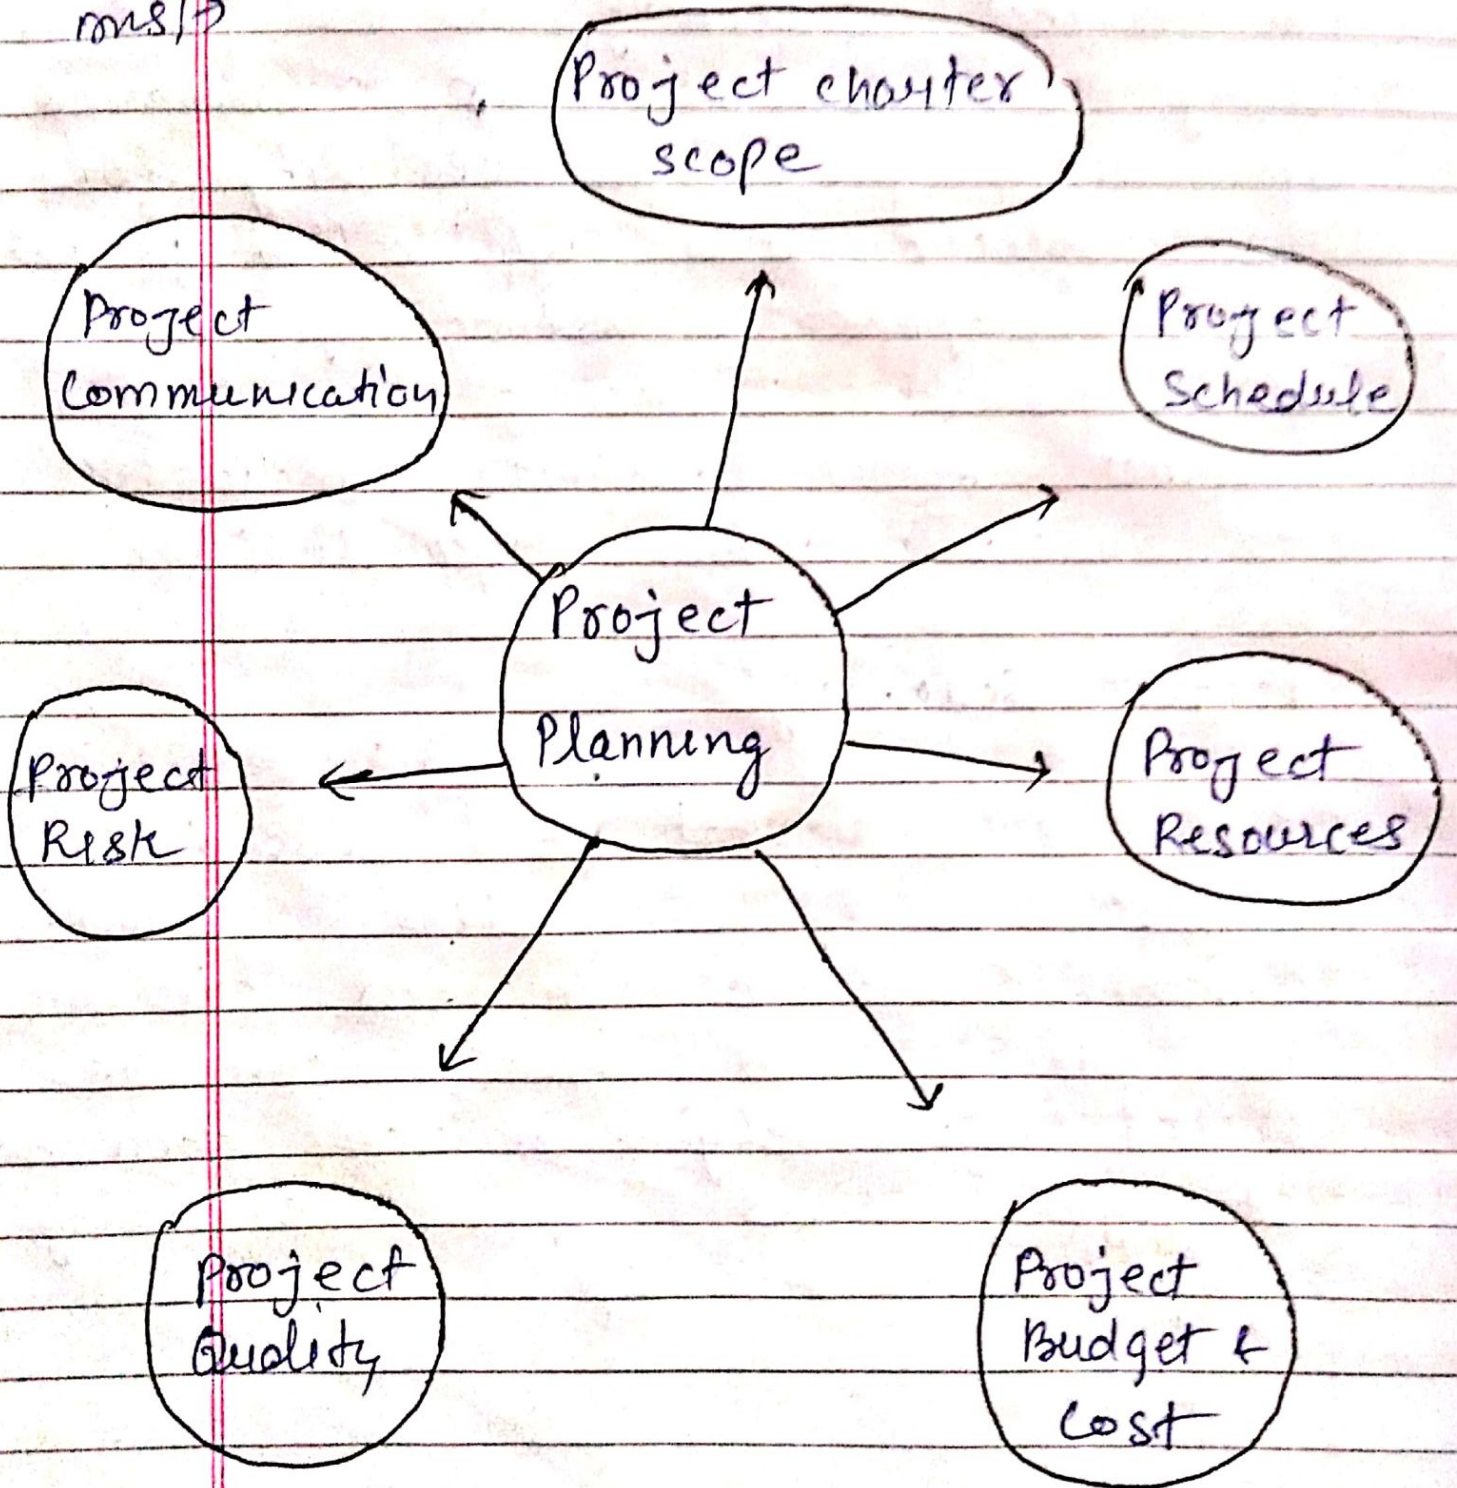 Project charter
scope
Project
Communication
Project
Schedule
Project
Planning
Project
Risk
Project
Resources
Project
Quality
Project
Budget &
Cost